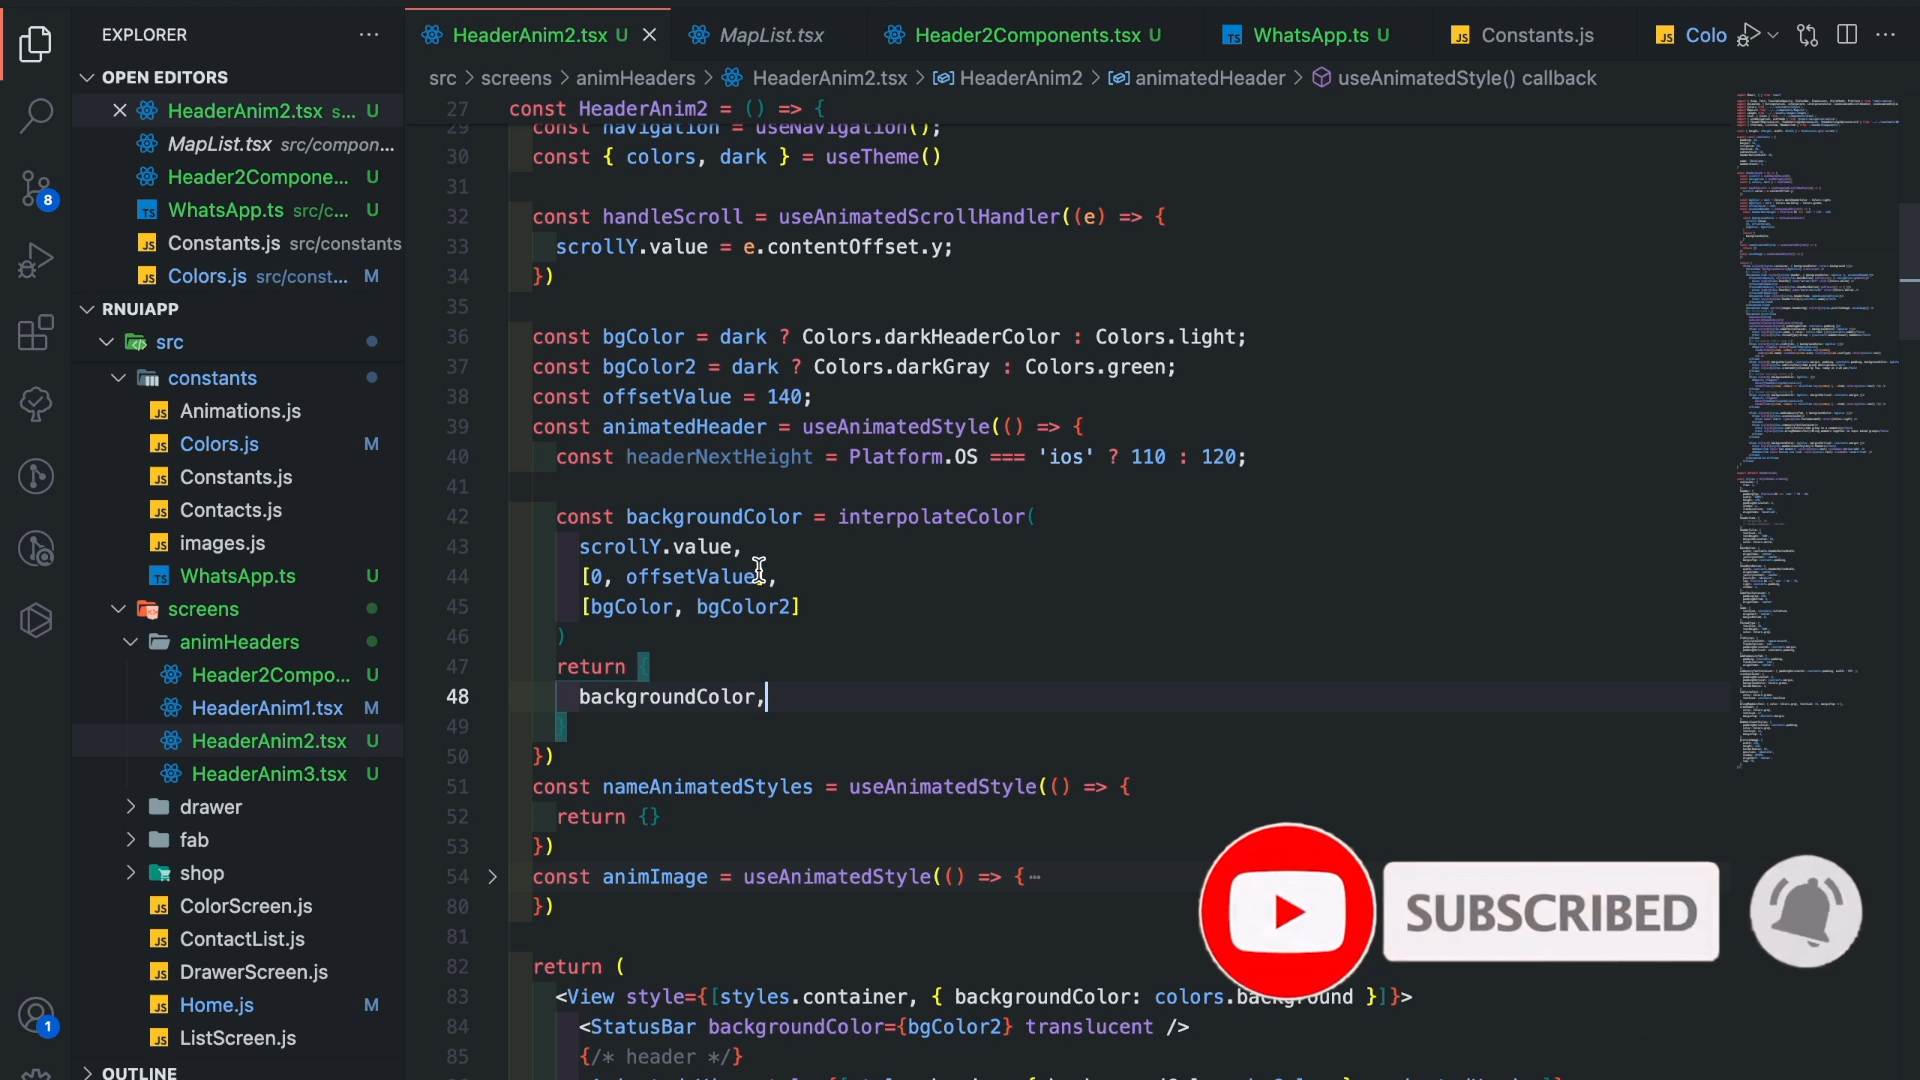 EXPLORER
OPEN EDITORS
HeaderAnim2.tsx s... U
MapList.tsx src/compon...
Header2Compone... U
WhatsApp.ts src/c... U
Constants.js src/constants
Colors.js src/const... M
RNUIAPP
src
constants
Animations.js
Colors.js M
Constants.js
Contacts.js
images.js
WhatsApp.ts U
screens
animHeaders
Header2Compo... U
HeaderAnim1.tsx M
HeaderAnim2.tsx U
HeaderAnim3.tsx U
drawer
fab
shop
ColorScreen.js
ContactList.js
DrawerScreen.js
Home.js M
ListScreen.js
OUTLINE
8
1
HeaderAnim2.tsx U
MapList.tsx
Header2Components.tsx U
WhatsApp.ts U
Constants.js
Colo
src > screens > animHeaders > HeaderAnim2.tsx > HeaderAnim2 > animatedHeader > useAnimatedStyle() callback
27 const HeaderAnim2 = () => {
29 const navigation = useNavigation();
30 const { colors, dark } = useTheme()
31
32 const handleScroll = useAnimatedScrollHandler((e) => {
33 scrollY.value = e.contentOffset.y;
34 })
35
36 const bgColor = dark ? Colors.darkHeaderColor : Colors.light;
37 const bgColor2 = dark ? Colors.darkGray : Colors.green;
38 const offsetValue = 140;
39 const animatedHeader = useAnimatedStyle(() => {
40 const headerNextHeight = Platform.OS === 'ios' ? 110 : 120;
41
42 const backgroundColor = interpolateColor(
43 scrollY.value,
44 [0, offsetValue],
45 [bgColor, bgColor2]
46 )
47 return {
48 backgroundColor,
49 }
50 })
51 const nameAnimatedStyles = useAnimatedStyle(() => {
52 return {}
53 })
54 const animImage = useAnimatedStyle(() => {⋯
80 })
81
82 return (
83 <View style={[styles.container, { backgroundColor: colors.background }]}>
84 <StatusBar backgroundColor={bgColor2} translucent />
85 {/* header */}
SUBSCRIBED